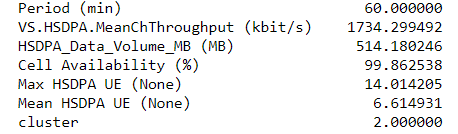 Period (min) 60.000000
VS.HSDPA.MeanChThroughput (kbit/s) 1734.299492
HSDPA_Data_Volume_MB (MB) 514.180246
Cell Availability (%) 99.862538
Max HSDPA UE (None) 14.014205
Mean HSDPA UE (None) 6.614931
cluster 2.000000